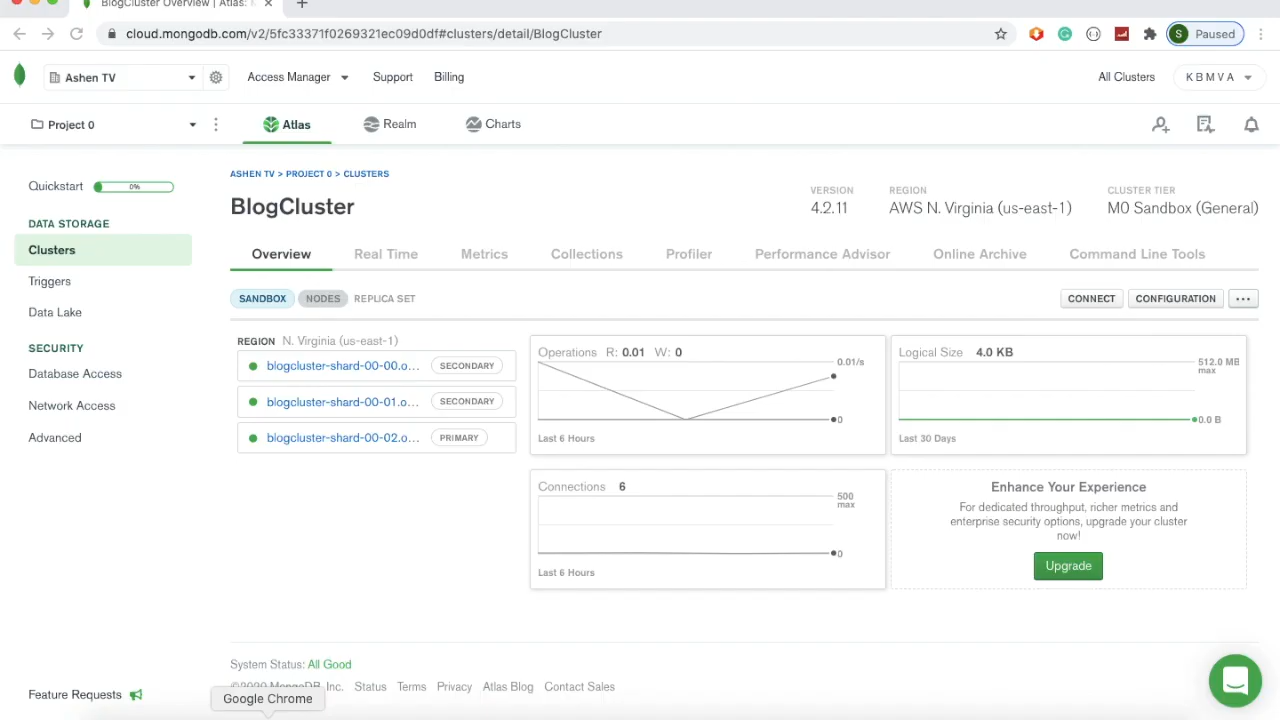 BlogCluster Overview | Atlas:
cloud.mongodb.com/v2/5fc33371f0269321ec09d0df#clusters/detail/BlogCluster
S Paused
Ashen TV
Access Manager
Support
Billing
All Clusters
K B M V A
Project 0
Atlas
Realm
Charts
Quickstart
0%
DATA STORAGE
Clusters
Triggers
Data Lake
SECURITY
Database Access
Network Access
Advanced
Feature Requests
ASHEN TV > PROJECT 0 > CLUSTERS
BlogCluster
VERSION
4.2.11
REGION
AWS N. Virginia (us-east-1)
CLUSTER TIER
M0 Sandbox (General)
Overview
Real Time
Metrics
Collections
Profiler
Performance Advisor
Online Archive
Command Line Tools
SANDBOX
NODES
REPLICA SET
CONNECT
CONFIGURATION
...
REGION N. Virginia (us-east-1)
blogcluster-shard-00-00.o... SECONDARY
blogcluster-shard-00-01.o... SECONDARY
blogcluster-shard-00-02.o... PRIMARY
Operations R: 0.01 W: 0
0.01/s
0
Last 6 Hours
Logical Size 4.0 KB
512.0 MB
max
0.0 B
Last 30 Days
Connections 6
500
max
0
Last 6 Hours
Enhance Your Experience
For dedicated throughput, richer metrics and
enterprise security options, upgrade your cluster
now!
Upgrade
System Status: All Good
©2020 MongoDB, Inc.
Status
Terms
Privacy
Atlas Blog
Contact Sales
Google Chrome